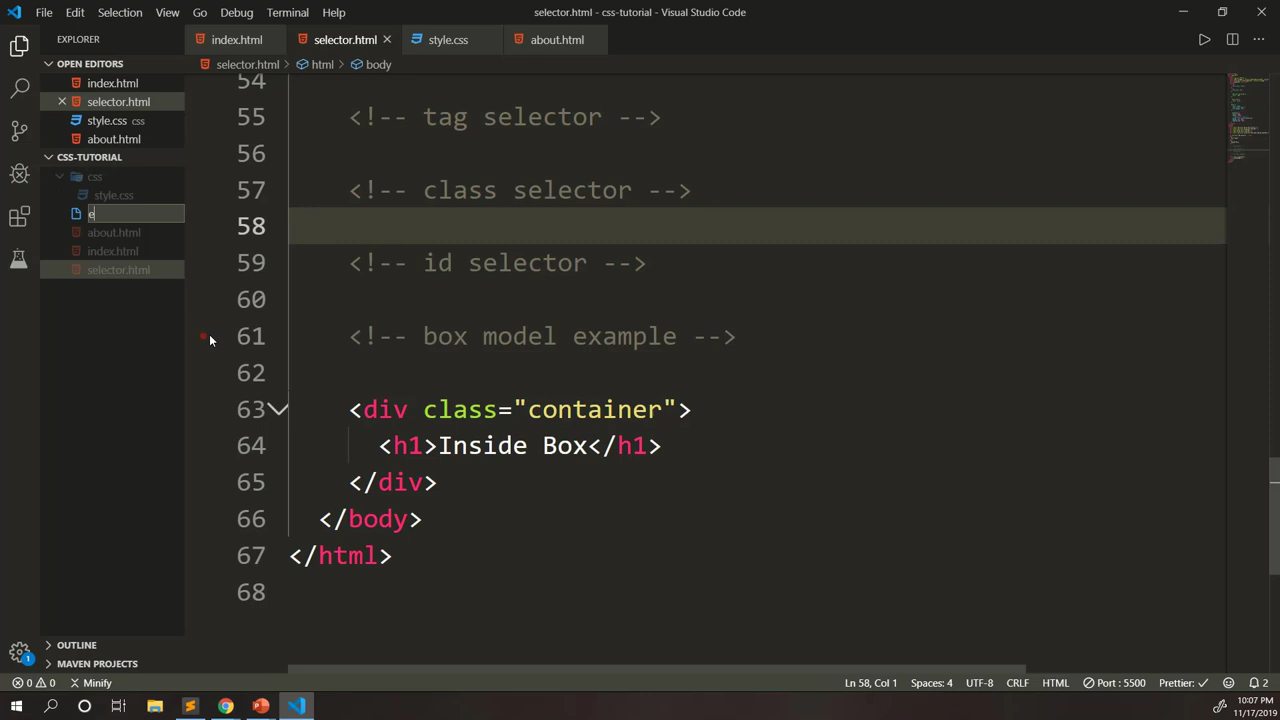 File Edit Selection View Go Debug Terminal Help
selector.html - css-tutorial - Visual Studio Code
EXPLORER
index.html selector.html style.css about.html
OPEN EDITORS
selector.html html body
index.html
selector.html
style.css css
about.html
CSS-TUTORIAL
css
style.css
e
about.html
index.html
selector.html
OUTLINE
MAVEN PROJECTS
54
55 <!-- tag selector -->
56
57 <!-- class selector -->
58
59 <!-- id selector -->
60
61 <!-- box model example -->
62
63 <div class="container">
64 <h1>Inside Box</h1>
65 </div>
66 </body>
67 </html>
68
1
0 0 Minify Ln 58, Col 1 Spaces: 4 UTF-8 CRLF HTML Port : 5500 Prettier: 2
10:07 PM
11/17/2019